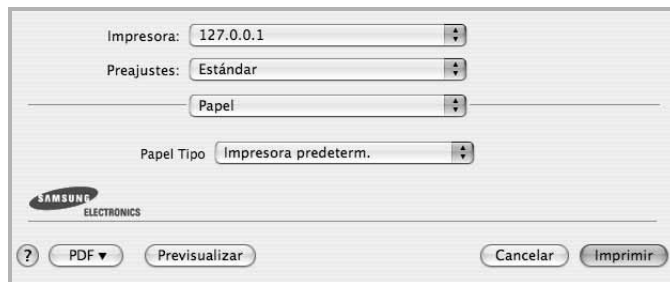 Impresora: 127.0.0.1
Preajustes: Estándar
Papel
Papel Tipo Impresora predeterm.
SAMSUNG
ELECTRONICS
? PDF▼ Previsualizar Cancelar Imprimir